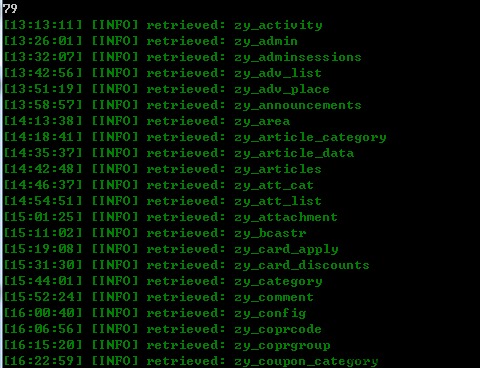 79
[13:13:11] [INFO] retrieved: zy_activity
[13:26:01] [INFO] retrieved: zy_admin
[13:32:07] [INFO] retrieved: zy_adminsessions
[13:42:56] [INFO] retrieved: zy_adv_list
[13:51:19] [INFO] retrieved: zy_adv_place
[13:58:57] [INFO] retrieved: zy_announcements
[14:13:38] [INFO] retrieved: zy_area
[14:18:41] [INFO] retrieved: zy_article_category
[14:35:37] [INFO] retrieved: zy_article_data
[14:42:48] [INFO] retrieved: zy_articles
[14:46:37] [INFO] retrieved: zy_att_cat
[14:54:51] [INFO] retrieved: zy_att_list
[15:01:25] [INFO] retrieved: zy_attachment
[15:11:02] [INFO] retrieved: zy_bcastr
[15:19:08] [INFO] retrieved: zy_card_apply
[15:31:30] [INFO] retrieved: zy_card_discounts
[15:44:01] [INFO] retrieved: zy_category
[15:52:24] [INFO] retrieved: zy_comment
[16:00:40] [INFO] retrieved: zy_config
[16:06:56] [INFO] retrieved: zy_coprcode
[16:15:20] [INFO] retrieved: zy_coprgroup
[16:22:59] [INFO] retrieved: zy_coupon_category